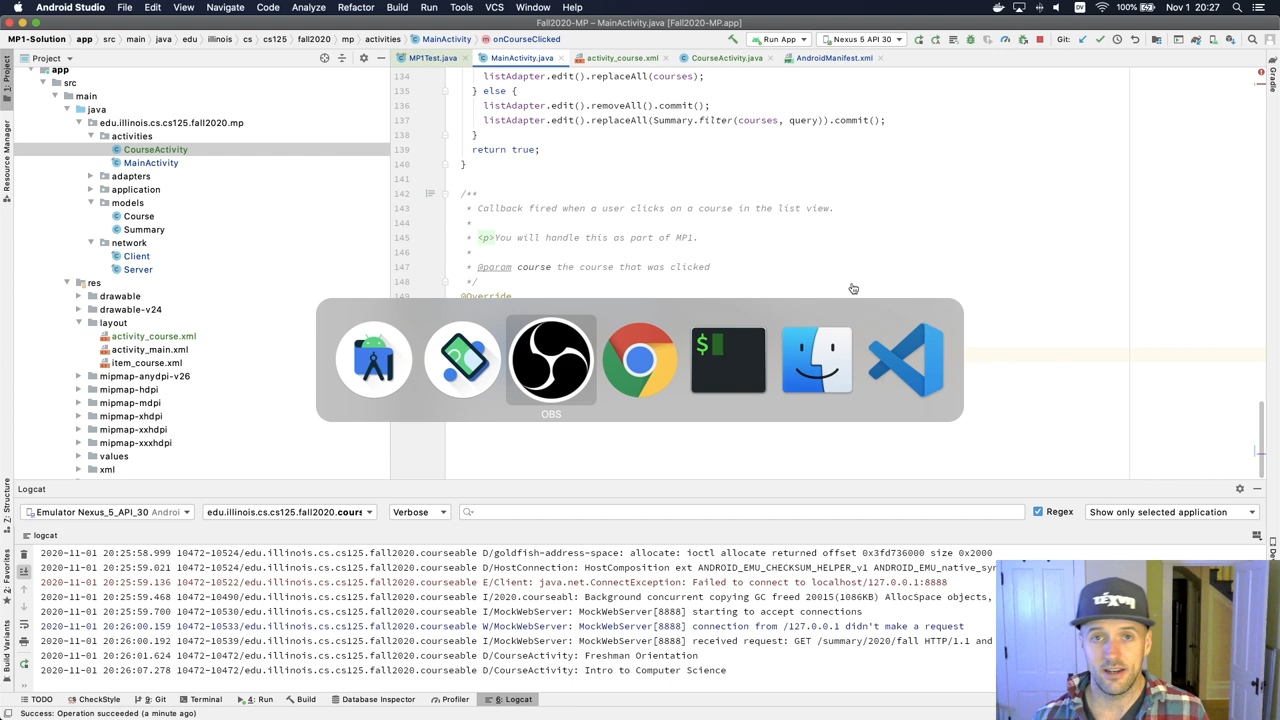 Android Studio File Edit View Navigate Code Analyze Refactor Build Run Tools VCS Window Help DV 100% Nov 1 20:27
Fall2020-MP – MainActivity.java [Fall2020-MP.app]
MP1-Solution app src main java edu illinois cs cs125 fall2020 mp activities MainActivity onCourseClicked Run App Nexus 5 API 30 Git:
Project MP1Test.java MainActivity.java activity_course.xml CourseActivity.java AndroidManifest.xml
1: Project
Resource Manager
Z: Structure
2: Favorites
Build Variants
Gradle
app
src
main
java
edu.illinois.cs.cs125.fall2020.mp
activities
CourseActivity
MainActivity
adapters
application
models
Course
Summary
network
Client
Server
res
drawable
drawable-v24
layout
activity_course.xml
activity_main.xml
item_course.xml
mipmap-anydpi-v26
mipmap-hdpi
mipmap-mdpi
mipmap-xhdpi
mipmap-xxhdpi
mipmap-xxxhdpi
values
xml
134 listAdapter.edit().replaceAll(courses);
135 } else {
136 listAdapter.edit().removeAll().commit();
137 listAdapter.edit().replaceAll(Summary.filter(courses, query)).commit();
138 }
139 return true;
140 }
141
142 /**
143 * Callback fired when a user clicks on a course in the list view.
144 *
145 * <p>You will handle this as part of MP1.
146 *
147 * @param course the course that was clicked
148 */
149 @Override
$
OBS
Logcat
Emulator Nexus_5_API_30 Androi edu.illinois.cs.cs125.fall2020.cours Verbose Regex Show only selected application
logcat
2020-11-01 20:25:58.999 10472-10524/edu.illinois.cs.cs125.fall2020.courseable D/goldfish-address-space: allocate: ioctl allocate returned offset 0x3fd736000 size 0x2000
2020-11-01 20:25:59.021 10472-10524/edu.illinois.cs.cs125.fall2020.courseable D/HostConnection: HostComposition ext ANDROID_EMU_CHECKSUM_HELPER_v1 ANDROID_EMU_native_syn
2020-11-01 20:25:59.136 10472-10522/edu.illinois.cs.cs125.fall2020.courseable E/Client: java.net.ConnectException: Failed to connect to localhost/127.0.0.1:8888
2020-11-01 20:25:59.468 10472-10490/edu.illinois.cs.cs125.fall2020.courseable I/2020.courseabl: Background concurrent copying GC freed 20015(1086KB) AllocSpace objects,
2020-11-01 20:25:59.700 10472-10530/edu.illinois.cs.cs125.fall2020.courseable I/MockWebServer: MockWebServer[8888] starting to accept connections
2020-11-01 20:26:00.159 10472-10533/edu.illinois.cs.cs125.fall2020.courseable W/MockWebServer: MockWebServer[8888] connection from /127.0.0.1 didn't make a request
2020-11-01 20:26:00.192 10472-10539/edu.illinois.cs.cs125.fall2020.courseable I/MockWebServer: MockWebServer[8888] received request: GET /summary/2020/fall HTTP/1.1 and
2020-11-01 20:26:01.624 10472-10472/edu.illinois.cs.cs125.fall2020.courseable D/CourseActivity: Freshman Orientation
2020-11-01 20:26:07.278 10472-10472/edu.illinois.cs.cs125.fall2020.courseable D/CourseActivity: Intro to Computer Science
TODO CheckStyle 9: Git Terminal 4: Run Build Database Inspector Profiler 6: Logcat
Success: Operation succeeded (a minute ago)